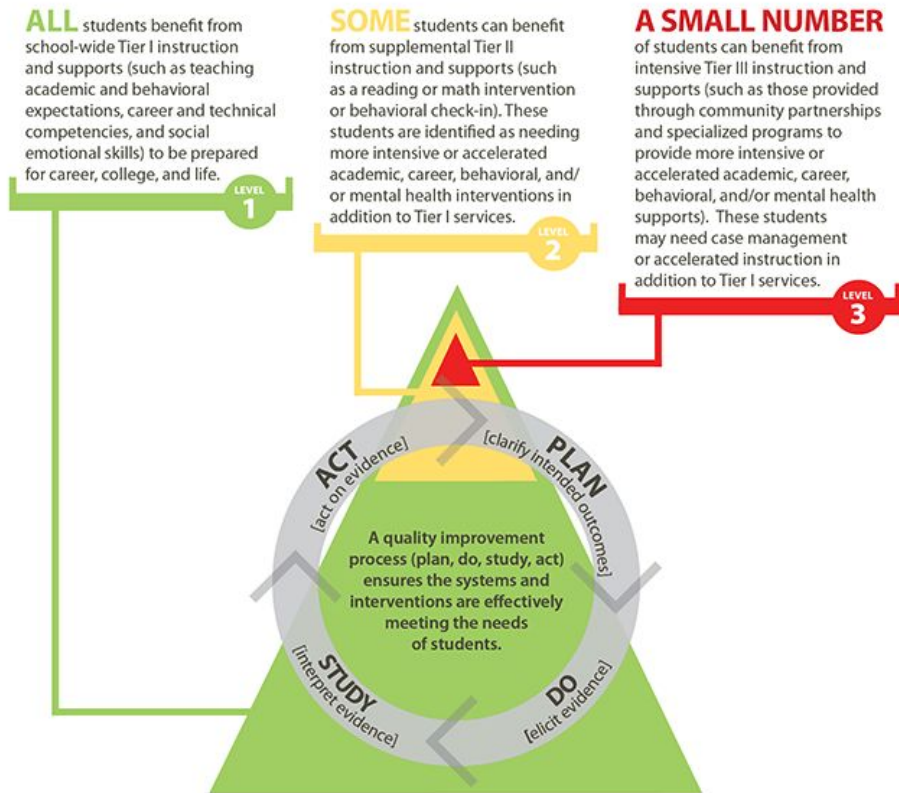 ALL students benefit from
school-wide Tier I instruction
and supports (such as teaching
academic and behavioral
expectations, career and technical
competencies, and social
emotional skills) to be prepared
for career, college, and life.
LEVEL
1
SOME students can benefit
from supplemental Tier II
instruction and supports (such
as a reading or math intervention
or behavioral check-in). These
students are identified as needing
more intensive or accelerated
academic, career, behavioral, and/
or mental health interventions in
addition to Tier I services.
LEVEL
2
A SMALL NUMBER
of students can benefit from
intensive Tier III instruction and
supports (such as those provided
through community partnerships
and specialized programs to
provide more intensive or
accelerated academic, career,
behavioral, and/or mental health
supports). These students
may need case management
or accelerated instruction in
addition to Tier I services.
LEVEL
3
PLAN
[clarify intended outcomes]
DO
[elicit evidence]
STUDY
[interpret evidence]
ACT
[act on evidence]
A quality improvement
process (plan, do, study, act)
ensures the systems and
interventions are effectively
meeting the needs
of students.